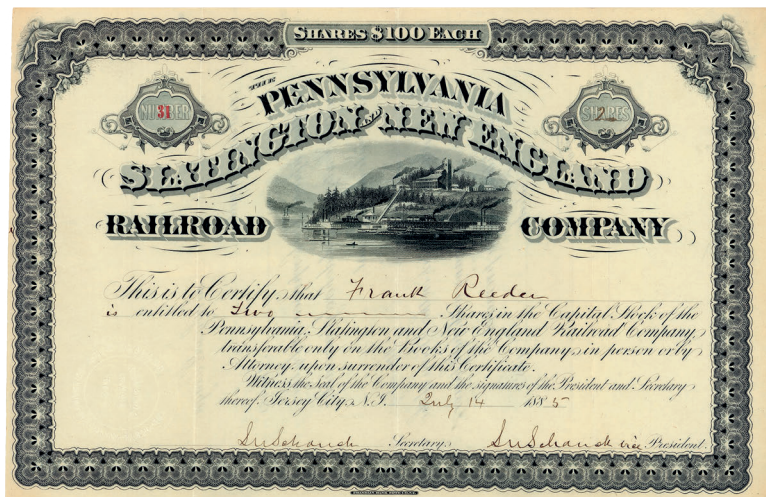 SHARES $100 EACH
NUMBER 31
SHARES 2
THE
PENNSYLVANIA
SLATINGTON AND NEW ENGLAND
RAILROAD COMPANY
This is to Certify that Frank Reeder
is entitled to Two Shares in the Capital Stock of the
Pennsylvania Slatington and New England Railroad Company
transferable only on the Books of the Company in person or by
Attorney upon surrender of this Certificate.
Witness the Seal of the Company and the signatures of the President and Secretary
thereof. Jersey City, N.J. July 14 1885
Secretary. vice President.